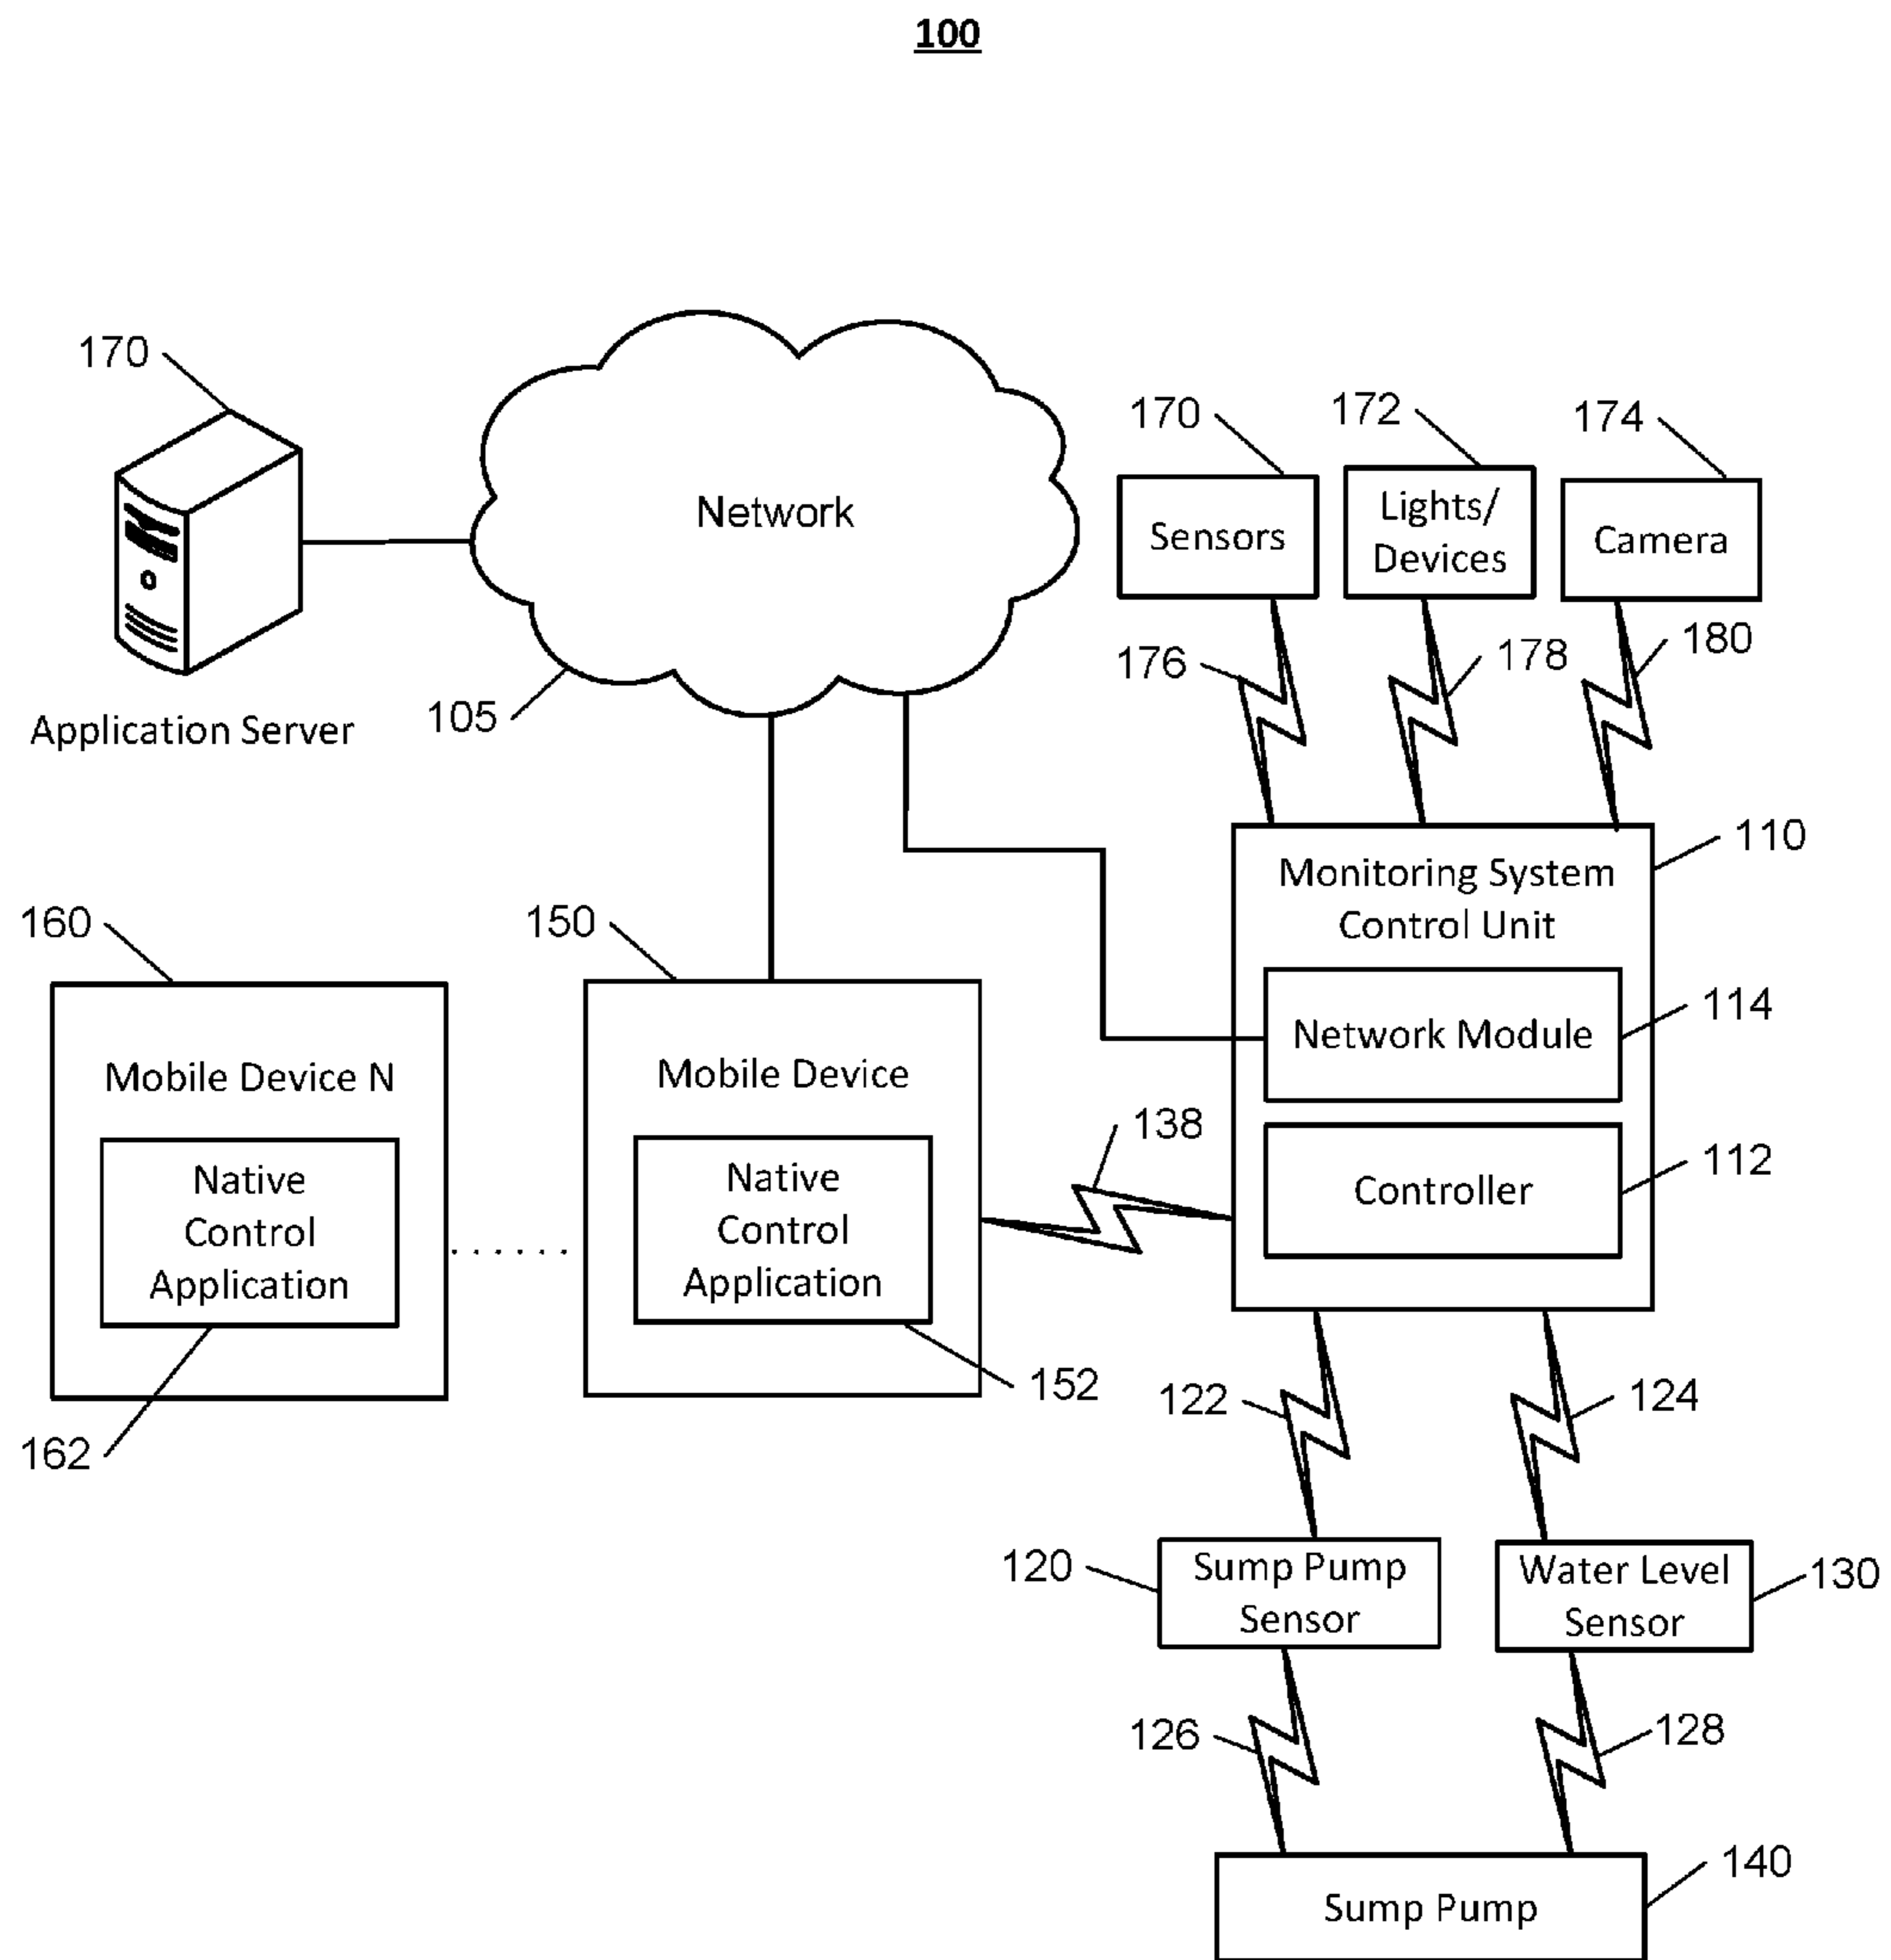 100
170
Application Server
Network
105
170
Sensors
172
Lights/
Devices
174
Camera
176
178
180
110
Monitoring System
Control Unit
114
Network Module
112
Controller
160
Mobile Device N
Native
Control
Application
162
......
150
Mobile Device
Native
Control
Application
152
138
122
124
120
Sump Pump
Sensor
Water Level
Sensor
130
126
128
140
Sump Pump